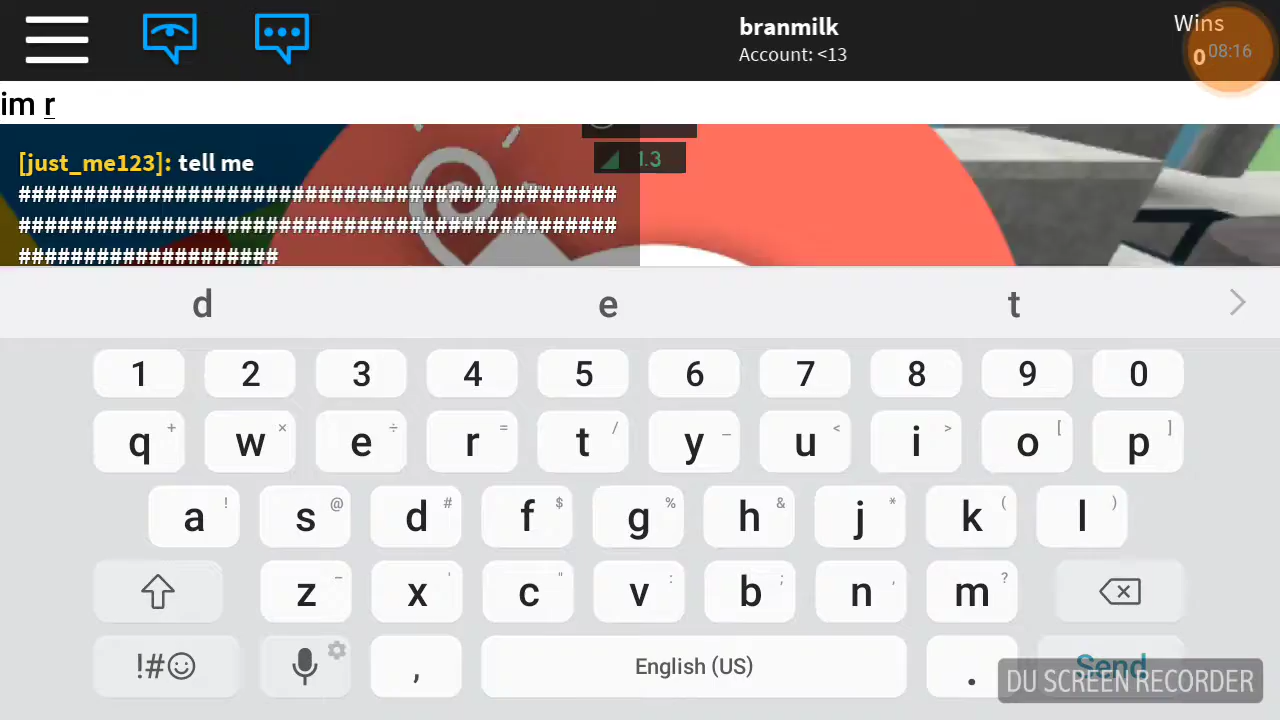 branmilk
Account: <13
Wins
0 08:16
im r
1.3
[just_me123]: tell me
##############################################
##############################################
####################
d e t
1 2 3 4 5 6 7 8 9 0
q + w × e ÷ r = t / y _ u < i > o [ p ]
a ! s @ d # f $ g % h & j * k ( l )
z - x ' c " v : b ; n , m ?
!#☺ , English (US) . Send
DU SCREEN RECORDER